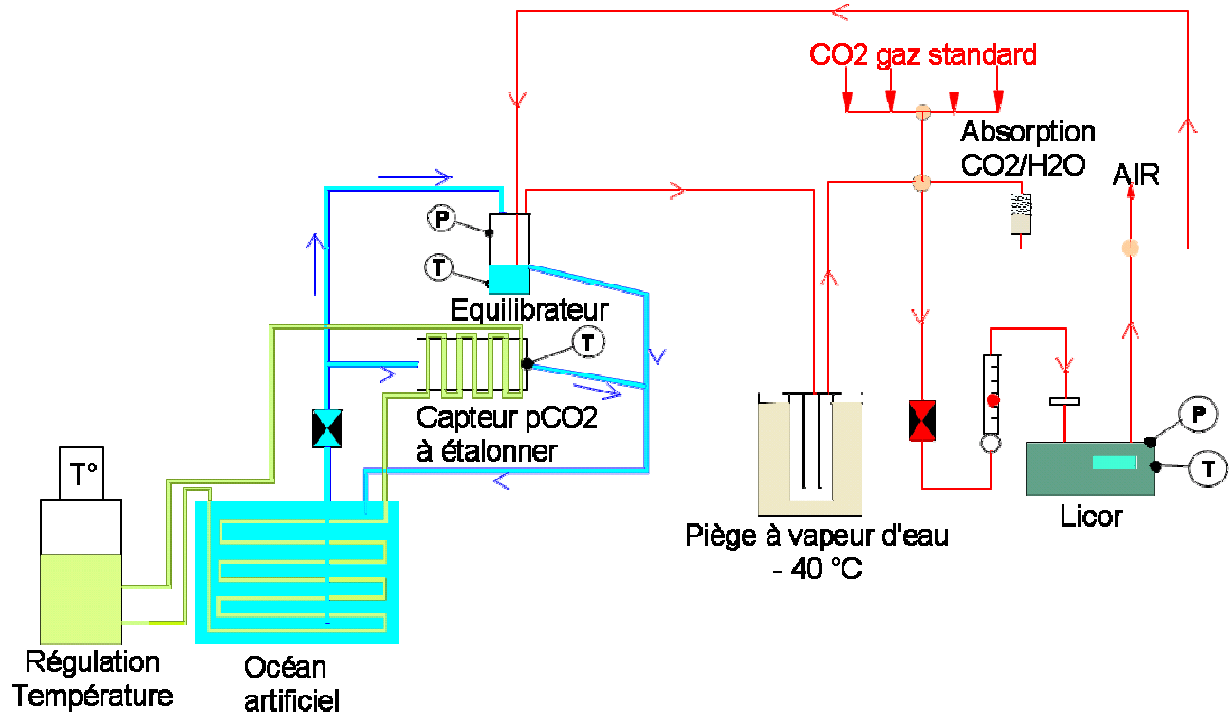 CO2 gaz standard
Absorption
CO2/H2O
AIR
P
T
Equilibrateur
T
Capteur pCO2
à étalonner
P
T
T°
Licor
Piège à vapeur d'eau
- 40 °C
Régulation
Température
Océan
artificiel